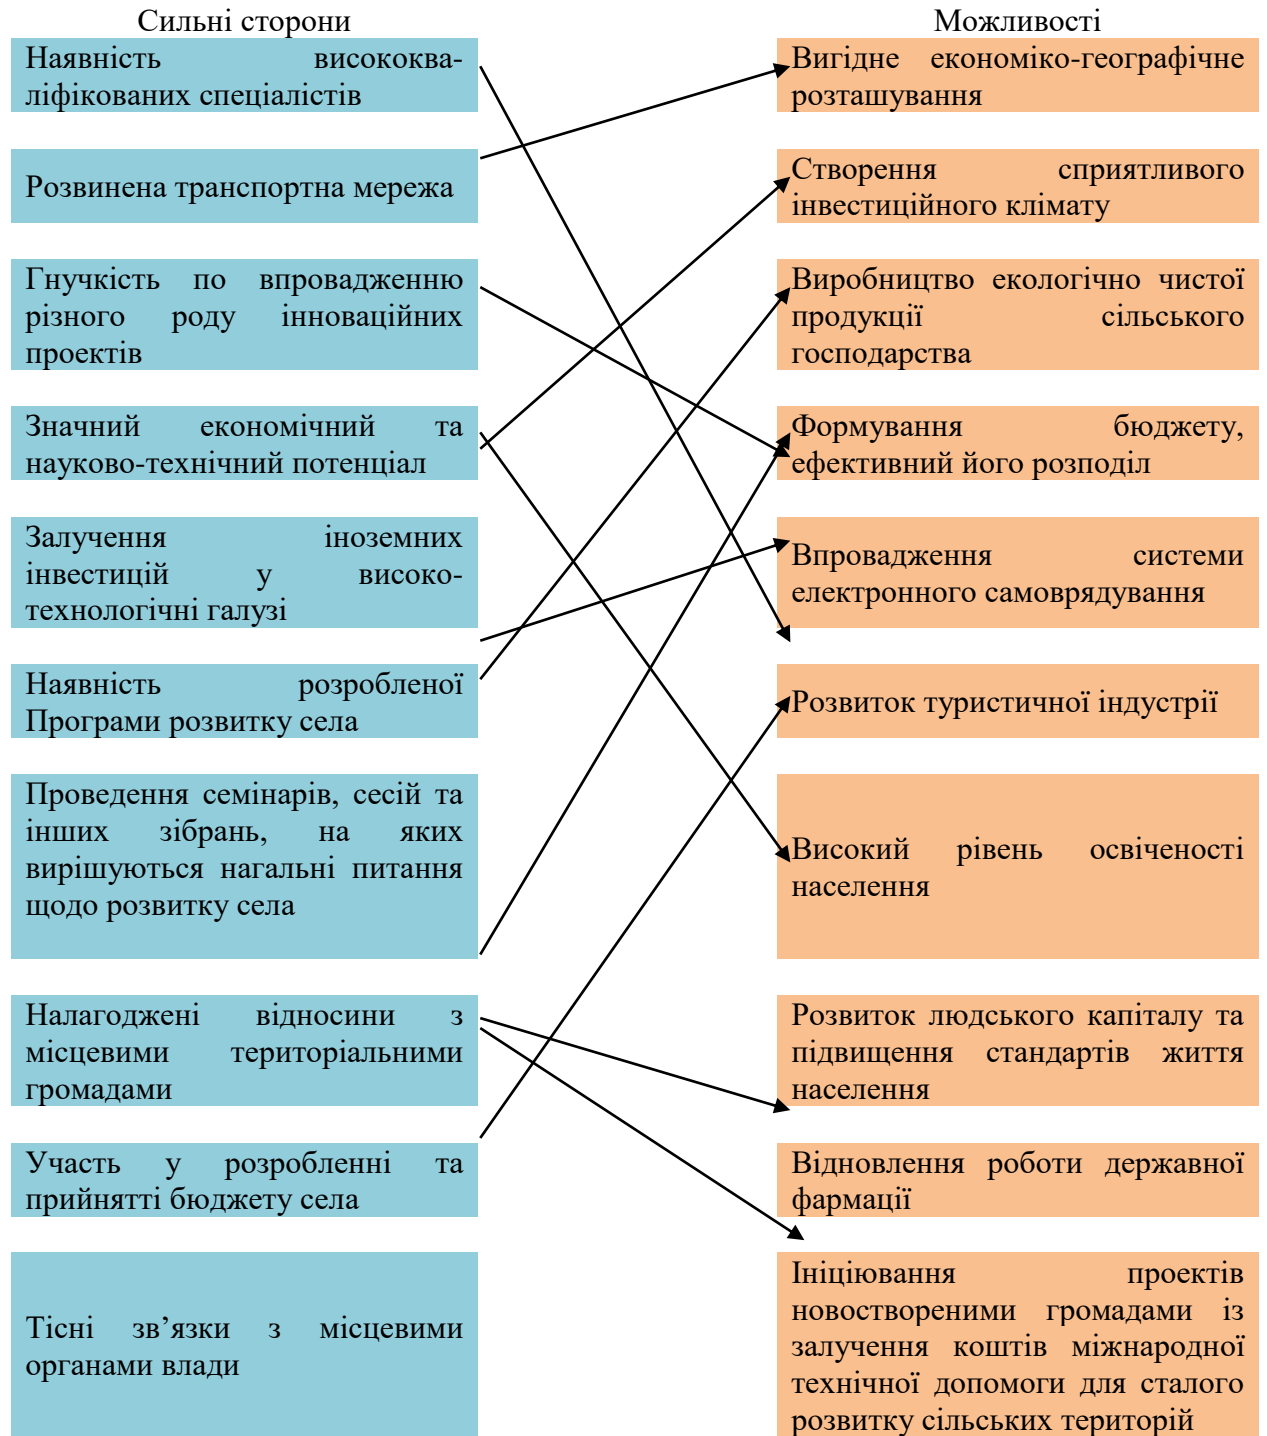 Сильні сторони
Наявність висококва-
ліфікованих спеціалістів
Розвинена транспортна мережа
Гнучкість по впровадженню
різного роду інноваційних
проектів
Значний економічний та
науково-технічний потенціал
Залучення іноземних
інвестицій у високо-
технологічні галузі
Наявність розробленої
Програми розвитку села
Проведення семінарів, сесій та
інших зібрань, на яких
вирішуються нагальні питання
щодо розвитку села
Налагоджені відносини з
місцевими територіальними
громадами
Участь у розробленні та
прийнятті бюджету села
Тісні зв’язки з місцевими
органами влади
Можливості
Вигідне економіко-географічне
розташування
Створення сприятливого
інвестиційного клімату
Виробництво екологічно чистої
продукції сільського
господарства
Формування бюджету,
ефективний його розподіл
Впровадження системи
електронного самоврядування
Розвиток туристичної індустрії
Високий рівень освіченості
населення
Розвиток людського капіталу та
підвищення стандартів життя
населення
Відновлення роботи державної
фармації
Ініціювання проектів
новоствореними громадами із
залучення коштів міжнародної
технічної допомоги для сталого
розвитку сільських територій